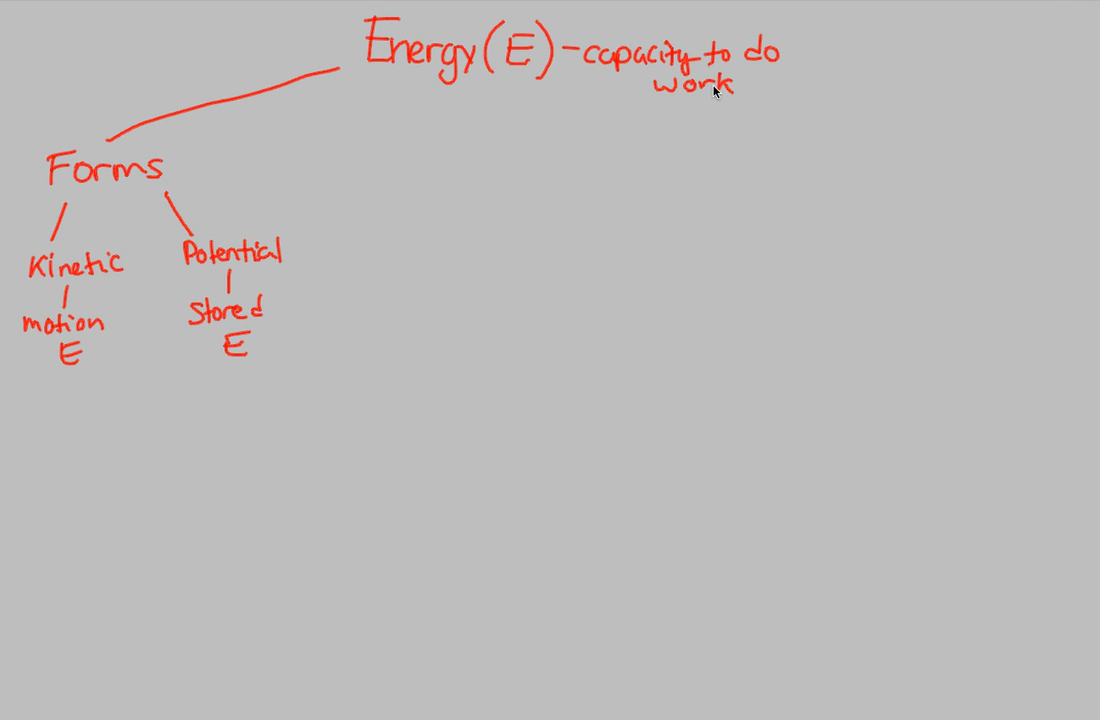 Energy (E) - capacity to do
work
Forms
Kinetic
Potential
motion
E
Stored
E